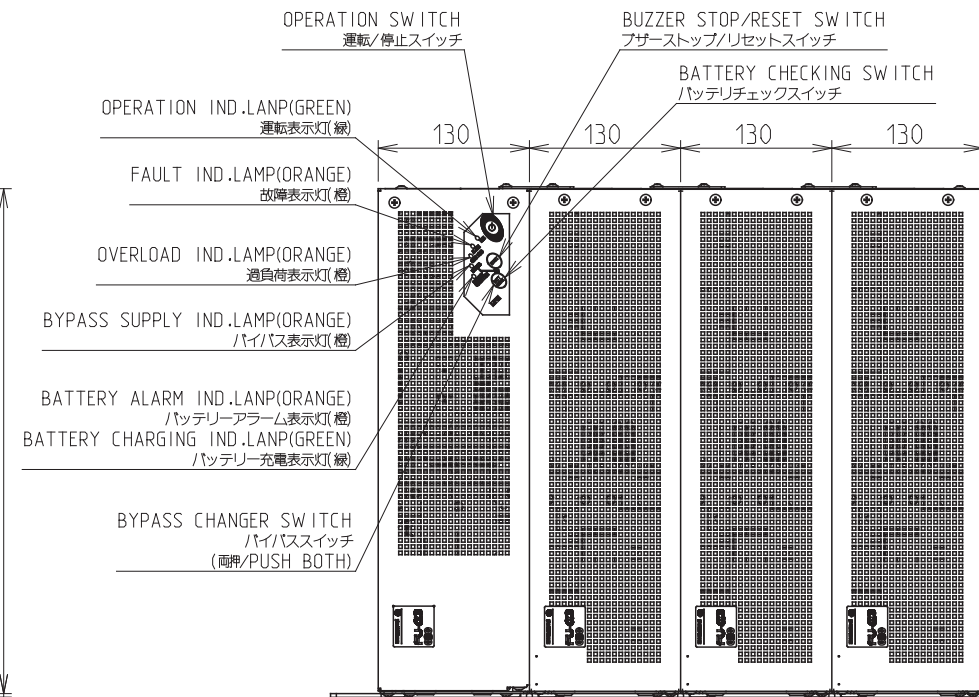 OPERATION SWITCH
運転/停止スイッチ
BUZZER STOP/RESET SWITCH
ブザーストップ/リセットスイッチ
BATTERY CHECKING SWITCH
バッテリチェックスイッチ
OPERATION IND.LANP(GREEN)
運転表示灯(緑)
130 130 130 130
FAULT IND.LAMP(ORANGE)
故障表示灯(橙)
OVERLOAD IND.LAMP(ORANGE)
過負荷表示灯(橙)
BYPASS SUPPLY IND.LAMP(ORANGE)
バイパス表示灯(橙)
BATTERY ALARM IND.LANP(ORANGE)
バッテリーアラーム表示灯(橙)
BATTERY CHARGING IND.LANP(GREEN)
バッテリー充電表示灯(緑)
BYPASS CHANGER SWITCH
バイパススイッチ
(両押/PUSH BOTH)